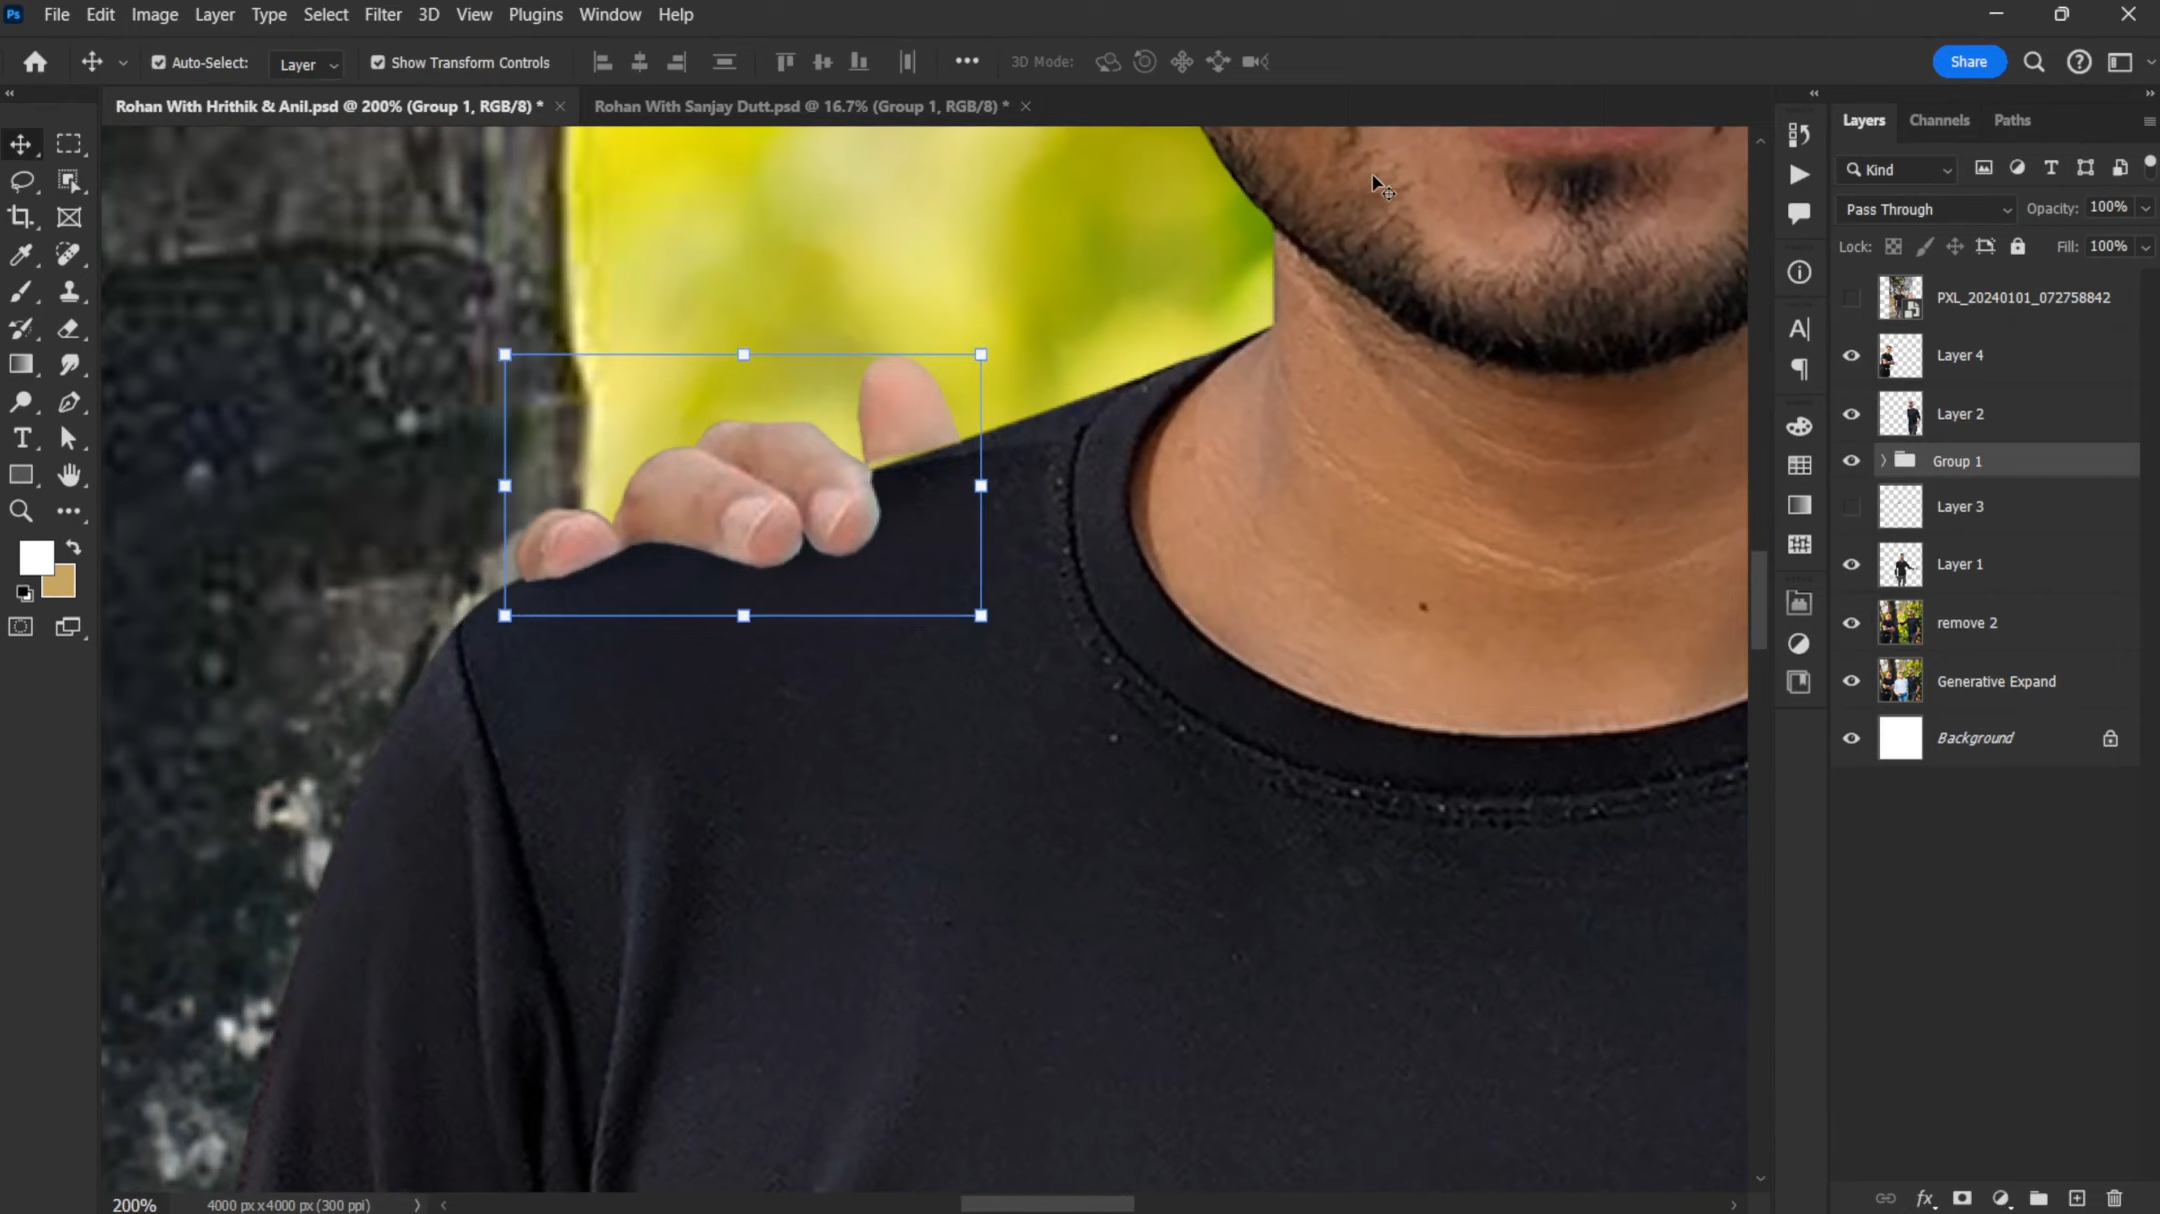 Ps File Edit Image Layer Type Select Filter 3D View Plugins Window Help
Auto-Select: Layer Show Transform Controls 3D Mode: Share
Rohan With Hrithik & Anil.psd @ 200% (Group 1, RGB/8) * Rohan With Sanjay Dutt.psd @ 16.7% (Group 1, RGB/8) *
Layers Channels Paths
Kind
Pass Through Opacity: 100%
Lock: Fill: 100%
PXL_20240101_072758842
Layer 4
Layer 2
Group 1
Layer 3
Layer 1
remove 2
Generative Expand
Background
200% 4000 px x 4000 px (300 ppi)
fx